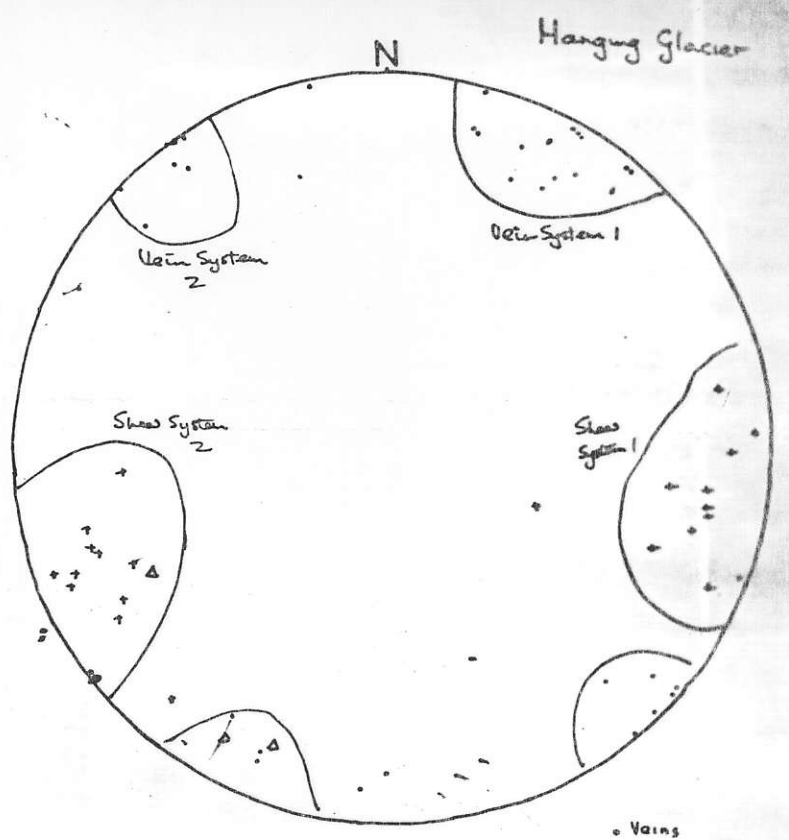 Hanging Glacier
N
Vein System 1
Vein System
2
Shear System
2
Shear
System 1
Veins